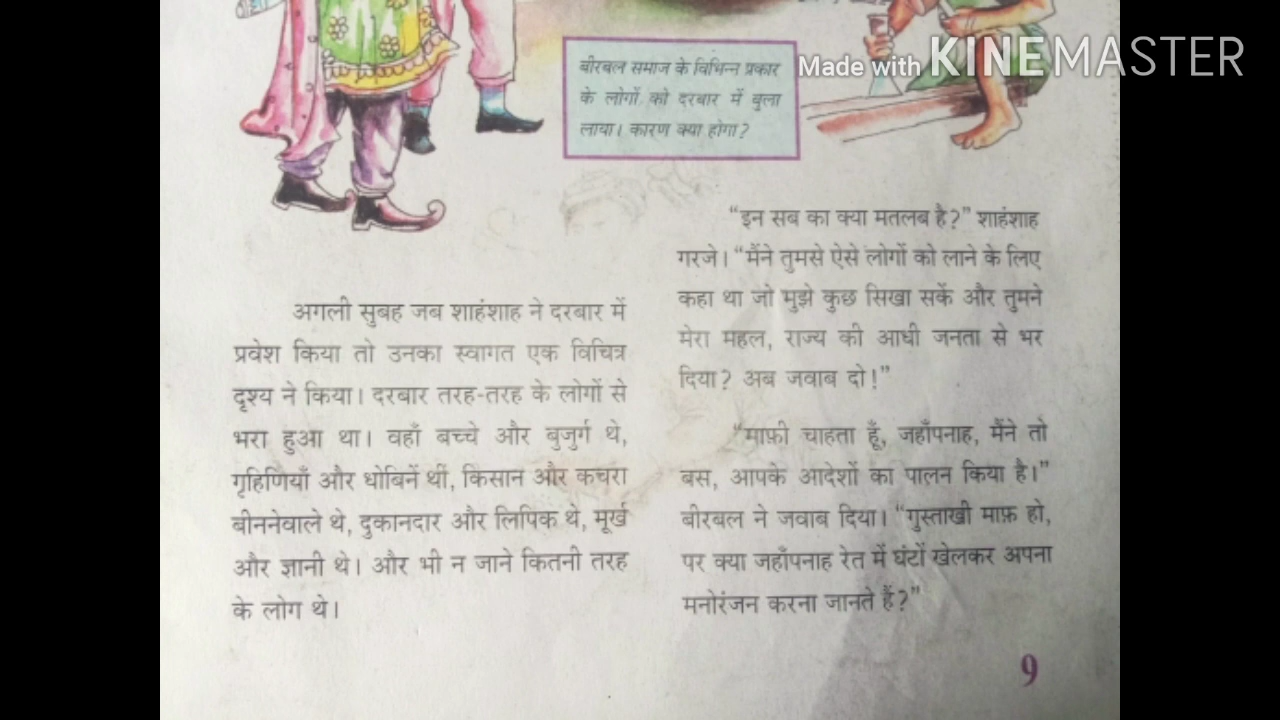 बीरबल समाज के विभिन्न प्रकार
के लोगों को दरबार में बुला
लाया। कारण क्या होगा?
Made with KINEMASTER
अगली सुबह जब शाहंशाह ने दरबार में
प्रवेश किया तो उनका स्वागत एक विचित्र
दृश्य ने किया। दरबार तरह-तरह के लोगों से
भरा हुआ था। वहाँ बच्चे और बुजुर्ग थे,
गृहिणियाँ और धोबिनें थीं, किसान और कचरा
बीननेवाले थे, दुकानदार और लिपिक थे, मूर्ख
और ज्ञानी थे। और भी न जाने कितनी तरह
के लोग थे।
“इन सब का क्या मतलब है?” शाहंशाह
गरजे। “मैंने तुमसे ऐसे लोगों को लाने के लिए
कहा था जो मुझे कुछ सिखा सकें और तुमने
मेरा महल, राज्य की आधी जनता से भर
दिया? अब जवाब दो!”
“माफ़ी चाहता हूँ, जहाँपनाह, मैंने तो
बस, आपके आदेशों का पालन किया है।”
बीरबल ने जवाब दिया। “गुस्ताखी माफ़ हो,
पर क्या जहाँपनाह रेत में घंटों खेलकर अपना
मनोरंजन करना जानते हैं?”
9